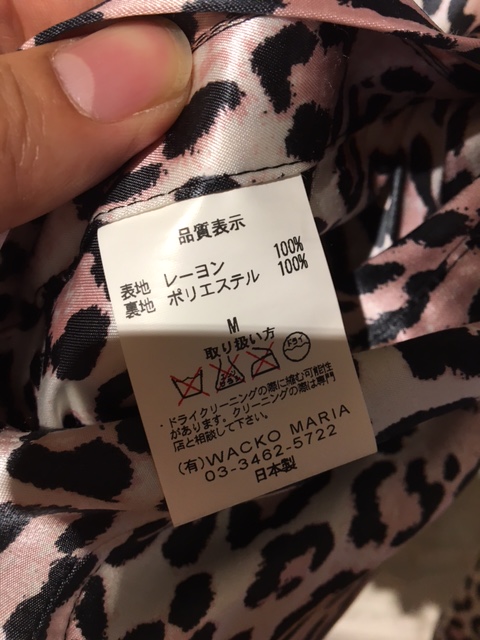 品質表示
表地 レーヨン 100%
裏地 ポリエステル 100%
M
取り扱い方
ドライ
・ドライクリーニングの際に縮む可能性
があります。クリーニングの際は専門
店と相談して下さい。
(有)WACKO MARIA
03-3462-5722
日本製